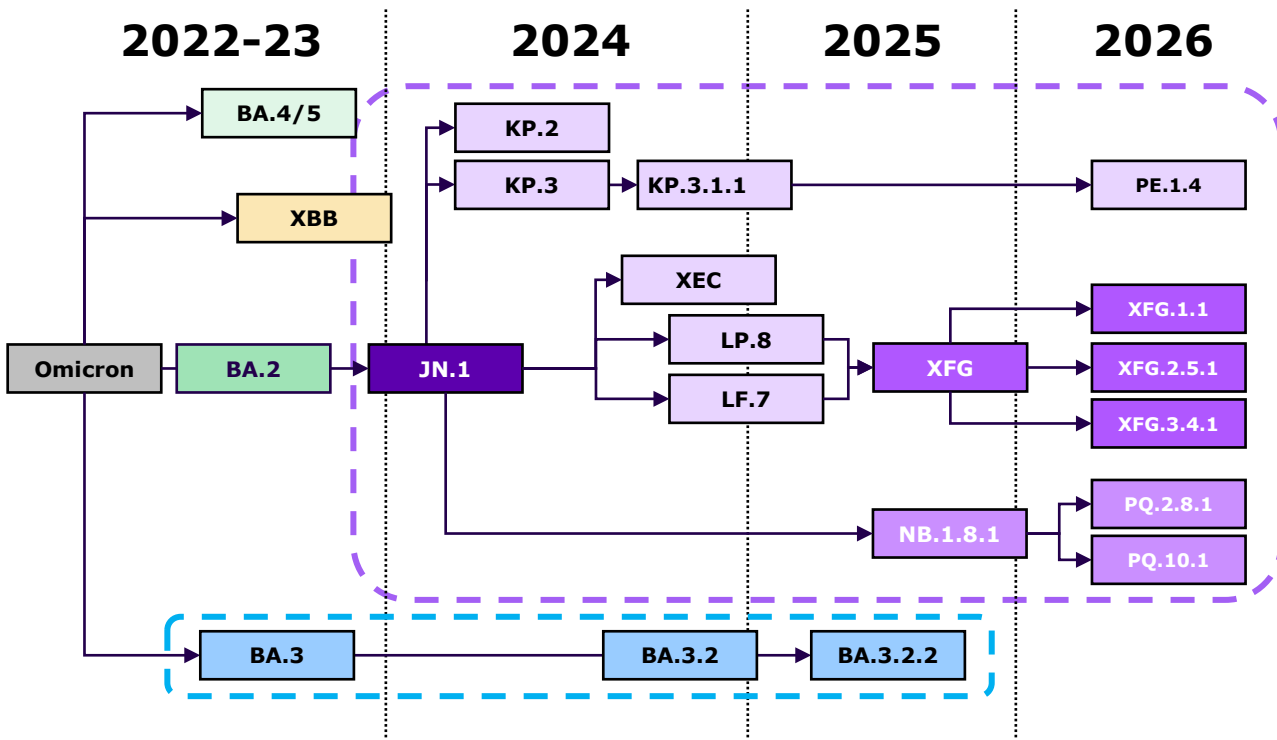 2022-23
2024
2025
2026
BA.4/5
KP.2
KP.3
KP.3.1.1
PE.1.4
XBB
XEC
XFG.1.1
LP.8
Omicron
BA.2
JN.1
XFG
XFG.2.5.1
LF.7
XFG.3.4.1
PQ.2.8.1
NB.1.8.1
PQ.10.1
BA.3
BA.3.2
BA.3.2.2